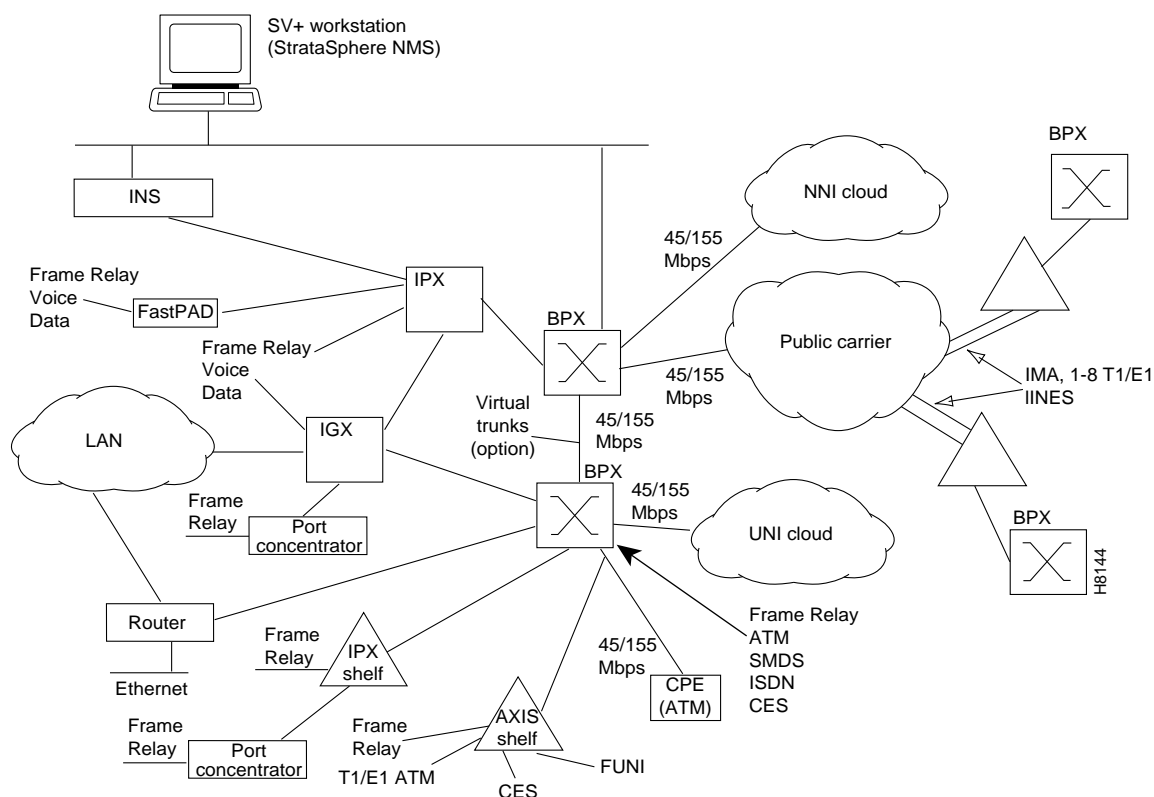 SV+ workstation
(StrataSphere NMS)
BPX
INS
NNI cloud
45/155
Mbps
Frame Relay
Voice
Data
FastPAD
IPX
BPX
Public carrier
Frame Relay
Voice
Data
45/155
Mbps
IMA, 1-8 T1/E1
IINES
LAN
IGX
Virtual
trunks
(option)
45/155
Mbps
BPX
Frame
Relay
Port
concentrator
45/155
Mbps
UNI cloud
BPX
H8144
Router
Ethernet
Frame
Relay
IPX
shelf
45/155
Mbps
CPE
(ATM)
Frame Relay
ATM
SMDS
ISDN
CES
Frame
Relay
Port
concentrator
Frame
Relay
T1/E1 ATM
AXIS
shelf
CES
FUNI